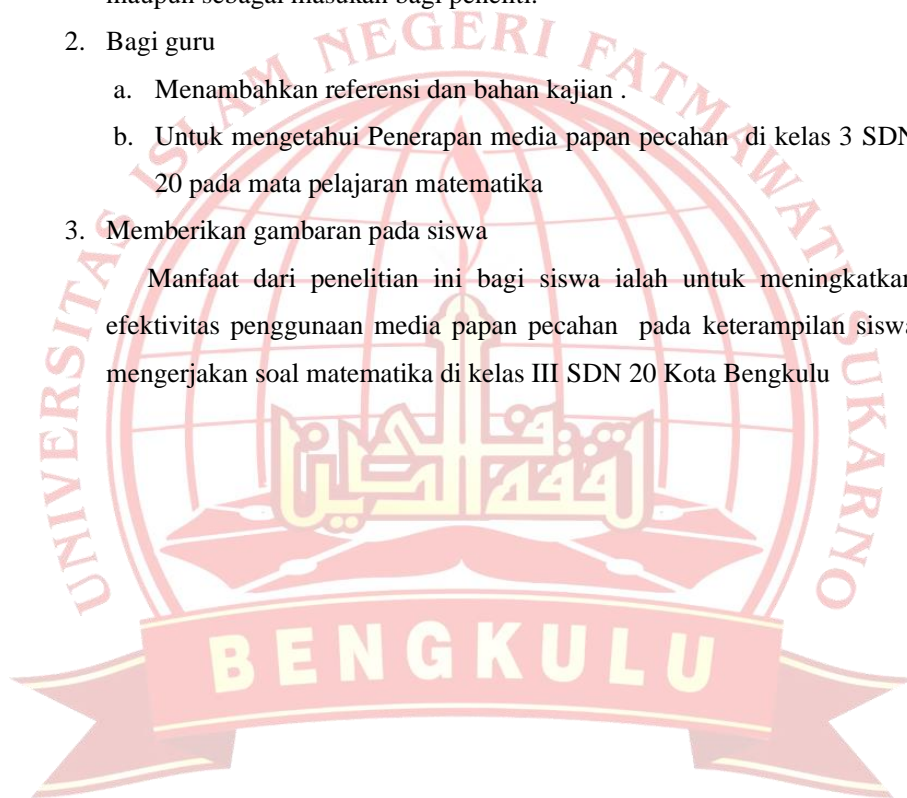 maupun sebagai masukan bagi peneliti.
2. Bagi guru
a. Menambahkan referensi dan bahan kajian .
b. Untuk mengetahui Penerapan media papan pecahan di kelas 3 SDN
20 pada mata pelajaran matematika
3. Memberikan gambaran pada siswa
Manfaat dari penelitian ini bagi siswa ialah untuk meningkatkan
efektivitas penggunaan media papan pecahan pada keterampilan siswa
mengerjakan soal matematika di kelas III SDN 20 Kota Bengkulu
UNIVERSITAS ISLAM NEGERI FATMAWATI SUKARNO
BENGKULU